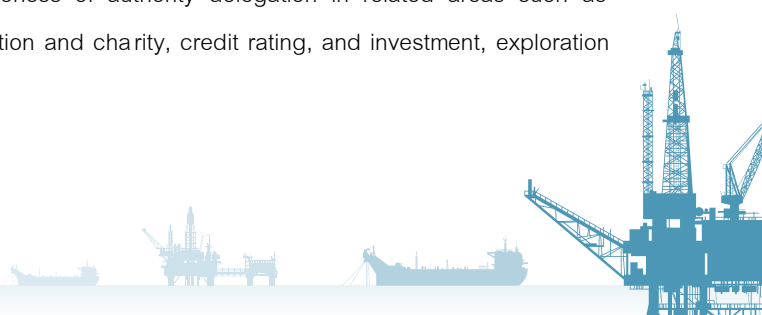 of authority delegation in related areas such as
tion and charity, credit rating, and investment, exploration